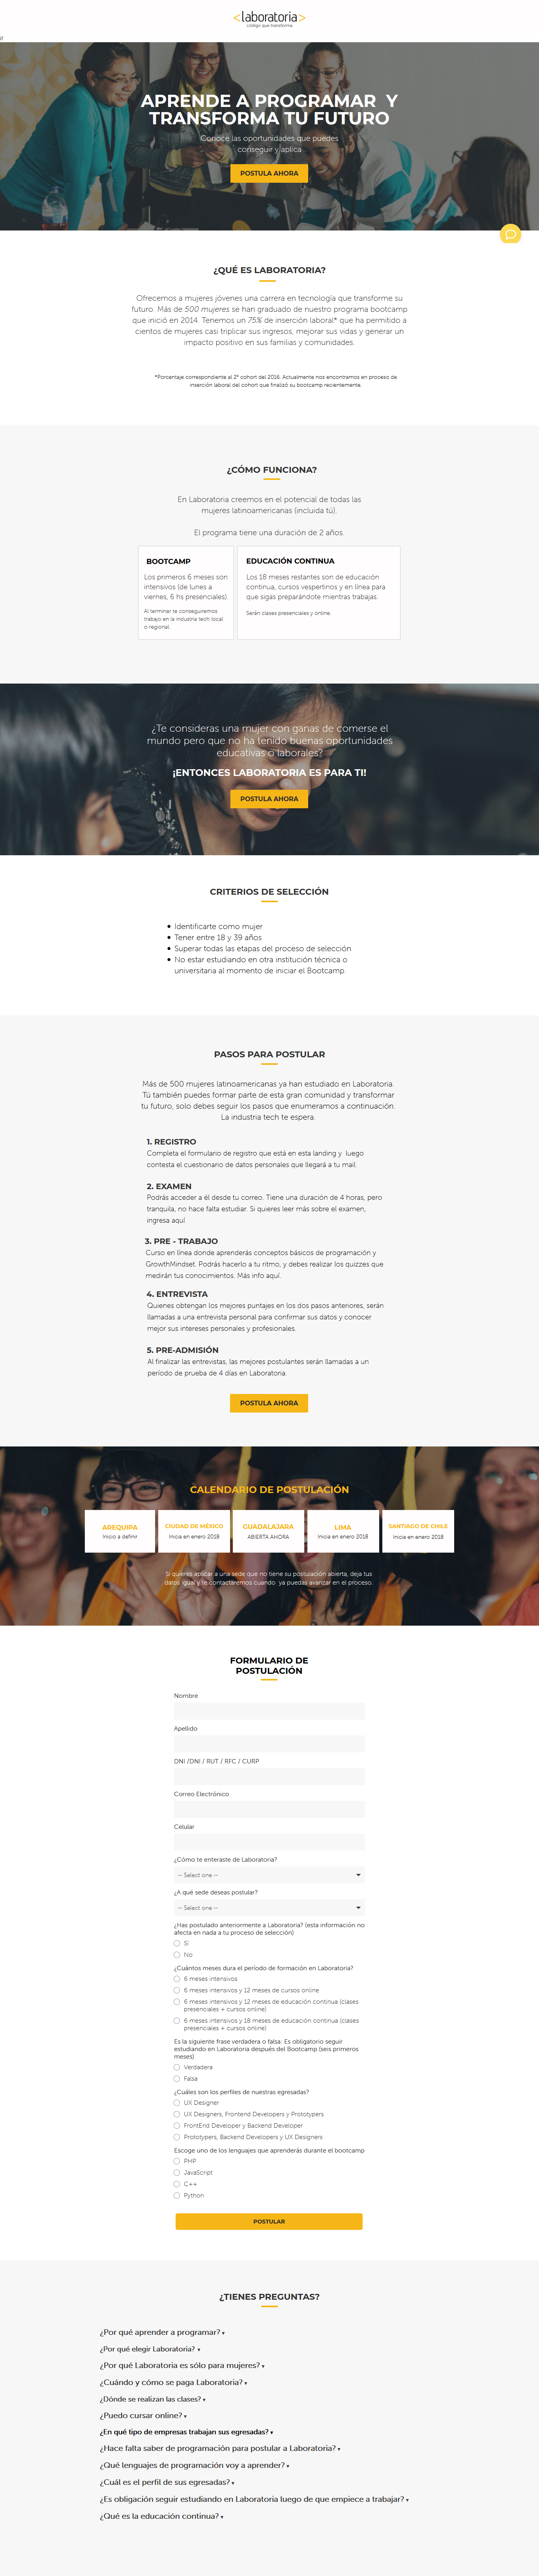 <laboratoria>
código que transforma
APRENDE A PROGRAMAR Y
TRANSFORMA TU FUTURO
Conoce las oportunidades que puedes
conseguir y aplica
POSTULA AHORA
¿QUÉ ES LABORATORIA?
Ofrecemos a mujeres jóvenes una carrera en tecnología que transforme su
futuro. Más de 500 mujeres se han graduado de nuestro programa bootcamp
que inició en 2014. Tenemos un 75% de inserción laboral* que ha permitido a
cientos de mujeres casi triplicar sus ingresos, mejorar sus vidas y generar un
impacto positivo en sus familias y comunidades.
*Porcentaje correspondiente al 2º cohort del 2016. Actualmente nos encontramos en proceso de
inserción laboral del cohort que finalizó su bootcamp recientemente.
¿CÓMO FUNCIONA?
En Laboratoria creemos en el potencial de todas las
mujeres latinoamericanas (incluida tú).
El programa tiene una duración de 2 años.
BOOTCAMP
Los primeros 6 meses son
intensivos (de lunes a
viernes, 6 hs presenciales).
Al terminar te conseguiremos
trabajo en la industria tech local
o regional.
EDUCACIÓN CONTINUA
Los 18 meses restantes son de educación
continua, cursos vespertinos y en línea para
que sigas preparándote mientras trabajas.
Serán clases presenciales y online.
¿Te consideras una mujer con ganas de comerse el
mundo pero que no ha tenido buenas oportunidades
educativas o laborales?
¡ENTONCES LABORATORIA ES PARA TI!
POSTULA AHORA
CRITERIOS DE SELECCIÓN
• Identificarte como mujer
• Tener entre 18 y 39 años
• Superar todas las etapas del proceso de selección
• No estar estudiando en otra institución técnica o
universitaria al momento de iniciar el Bootcamp.
PASOS PARA POSTULAR
Más de 500 mujeres latinoamericanas ya han estudiado en Laboratoria.
Tú también puedes formar parte de esta gran comunidad y transformar
tu futuro, solo debes seguir los pasos que enumeramos a continuación.
La industria tech te espera.
1. REGISTRO
Completa el formulario de registro que está en esta landing y luego
contesta el cuestionario de datos personales que llegará a tu mail.
2. EXAMEN
Podrás acceder a él desde tu correo. Tiene una duración de 4 horas, pero
tranquila, no hace falta estudiar. Si quieres leer más sobre el examen,
ingresa aquí
3. PRE - TRABAJO
Curso en línea donde aprenderás conceptos básicos de programación y
GrowthMindset. Podrás hacerlo a tu ritmo, y debes realizar los quizzes que
medirán tus conocimientos. Más info aquí.
4. ENTREVISTA
Quienes obtengan los mejores puntajes en los dos pasos anteriores, serán
llamadas a una entrevista personal para confirmar sus datos y conocer
mejor sus intereses personales y profesionales.
5. PRE-ADMISIÓN
Al finalizar las entrevistas, las mejores postulantes serán llamadas a un
período de prueba de 4 días en Laboratoria.
POSTULA AHORA
CALENDARIO DE POSTULACIÓN
AREQUIPA
Inicio a definir
CIUDAD DE MÉXICO
Inicia en enero 2018
GUADALAJARA
ABIERTA AHORA
LIMA
Inicia en enero 2018
SANTIAGO DE CHILE
Inicia en enero 2018
Si quieres aplicar a una sede que no tiene su postulación abierta, deja tus
datos igual y te contactaremos cuando ya puedas avanzar en el proceso.
FORMULARIO DE
POSTULACIÓN
Nombre
Apellido
DNI /DNI / RUT / RFC / CURP
Correo Electrónico
Celular
¿Cómo te enteraste de Laboratoria?
-- Select one --
¿A qué sede deseas postular?
-- Select one --
¿Has postulado anteriormente a Laboratoria? (esta información no
afecta en nada a tu proceso de selección)
Sí
No
¿Cuántos meses dura el período de formación en Laboratoria?
6 meses intensivos
6 meses intensivos y 12 meses de cursos online
6 meses intensivos y 12 meses de educación continua (clases
presenciales + cursos online)
6 meses intensivos y 18 meses de educación continua (clases
presenciales + cursos online)
Es la siguiente frase verdadera o falsa: Es obligatorio seguir
estudiando en Laboratoria después del Bootcamp (seis primeros
meses)
Verdadera
Falsa
¿Cuáles son los perfiles de nuestras egresadas?
UX Designer
UX Designers, Frontend Developers y Prototypers
FrontEnd Developer y Backend Developer
Prototypers, Backend Developers y UX Designers
Escoge uno de los lenguajes que aprenderás durante el bootcamp
PHP
JavaScript
C++
Python
POSTULAR
¿TIENES PREGUNTAS?
¿Por qué aprender a programar? ▾
¿Por qué elegir Laboratoria? ▾
¿Por qué Laboratoria es sólo para mujeres? ▾
¿Cuándo y cómo se paga Laboratoria? ▾
¿Dónde se realizan las clases? ▾
¿Puedo cursar online? ▾
¿En qué tipo de empresas trabajan sus egresadas? ▾
¿Hace falta saber de programación para postular a Laboratoria? ▾
¿Qué lenguajes de programación voy a aprender? ▾
¿Cuál es el perfil de sus egresadas? ▾
¿Es obligación seguir estudiando en Laboratoria luego de que empiece a trabajar? ▾
¿Qué es la educación continua? ▾